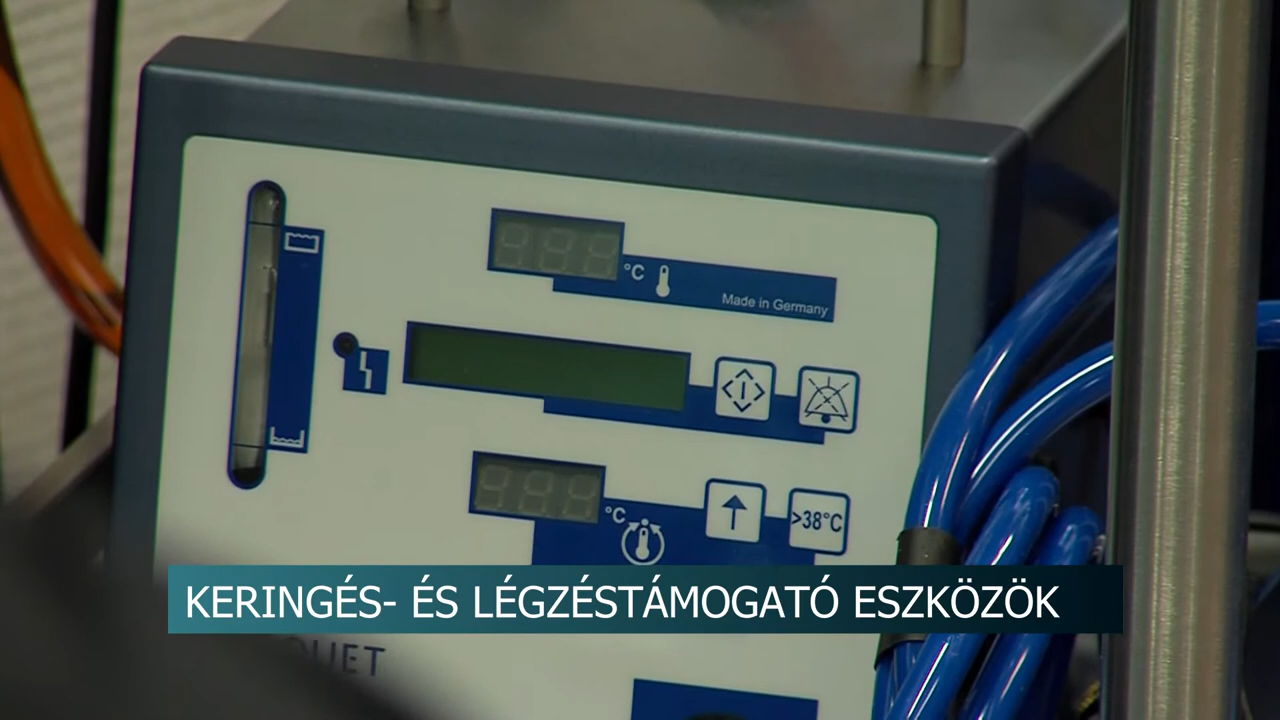 °C
Made in Germany
°C
>38°C
KERINGÉS- ÉS LÉGZÉSTÁMOGATÓ ESZKÖZÖK